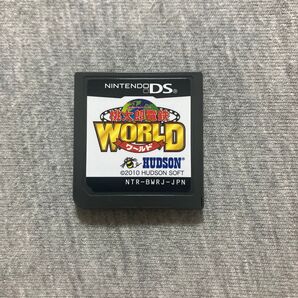 NINTENDO DS
桃太郎電鉄
WORLD
ワールド
HUDSON
©2010 HUDSON SOFT
NTR-BWRJ-JPN